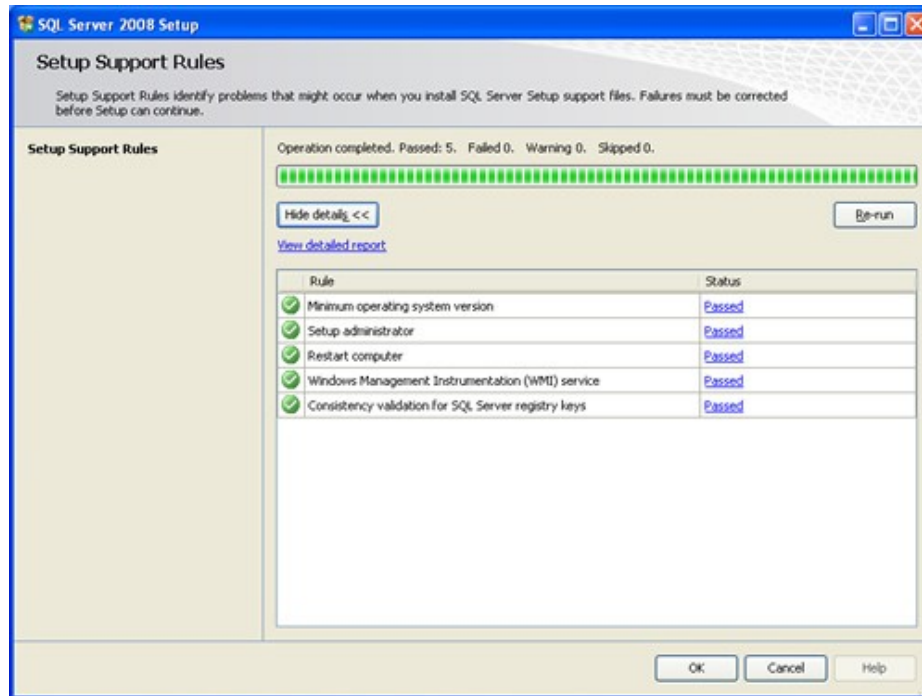 SQL Server 2008 Setup
Setup Support Rules
Setup Support Rules identify problems that might occur when you install SQL Server Setup support files. Failures must be corrected
before Setup can continue.
Setup Support Rules
Operation completed. Passed: 5. Failed 0. Warning 0. Skipped 0.
Hide details <<
Re-run
View detailed report
Rule Status
Minimum operating system version Passed
Setup administrator Passed
Restart computer Passed
Windows Management Instrumentation (WMI) service Passed
Consistency validation for SQL Server registry keys Passed
OK Cancel Help